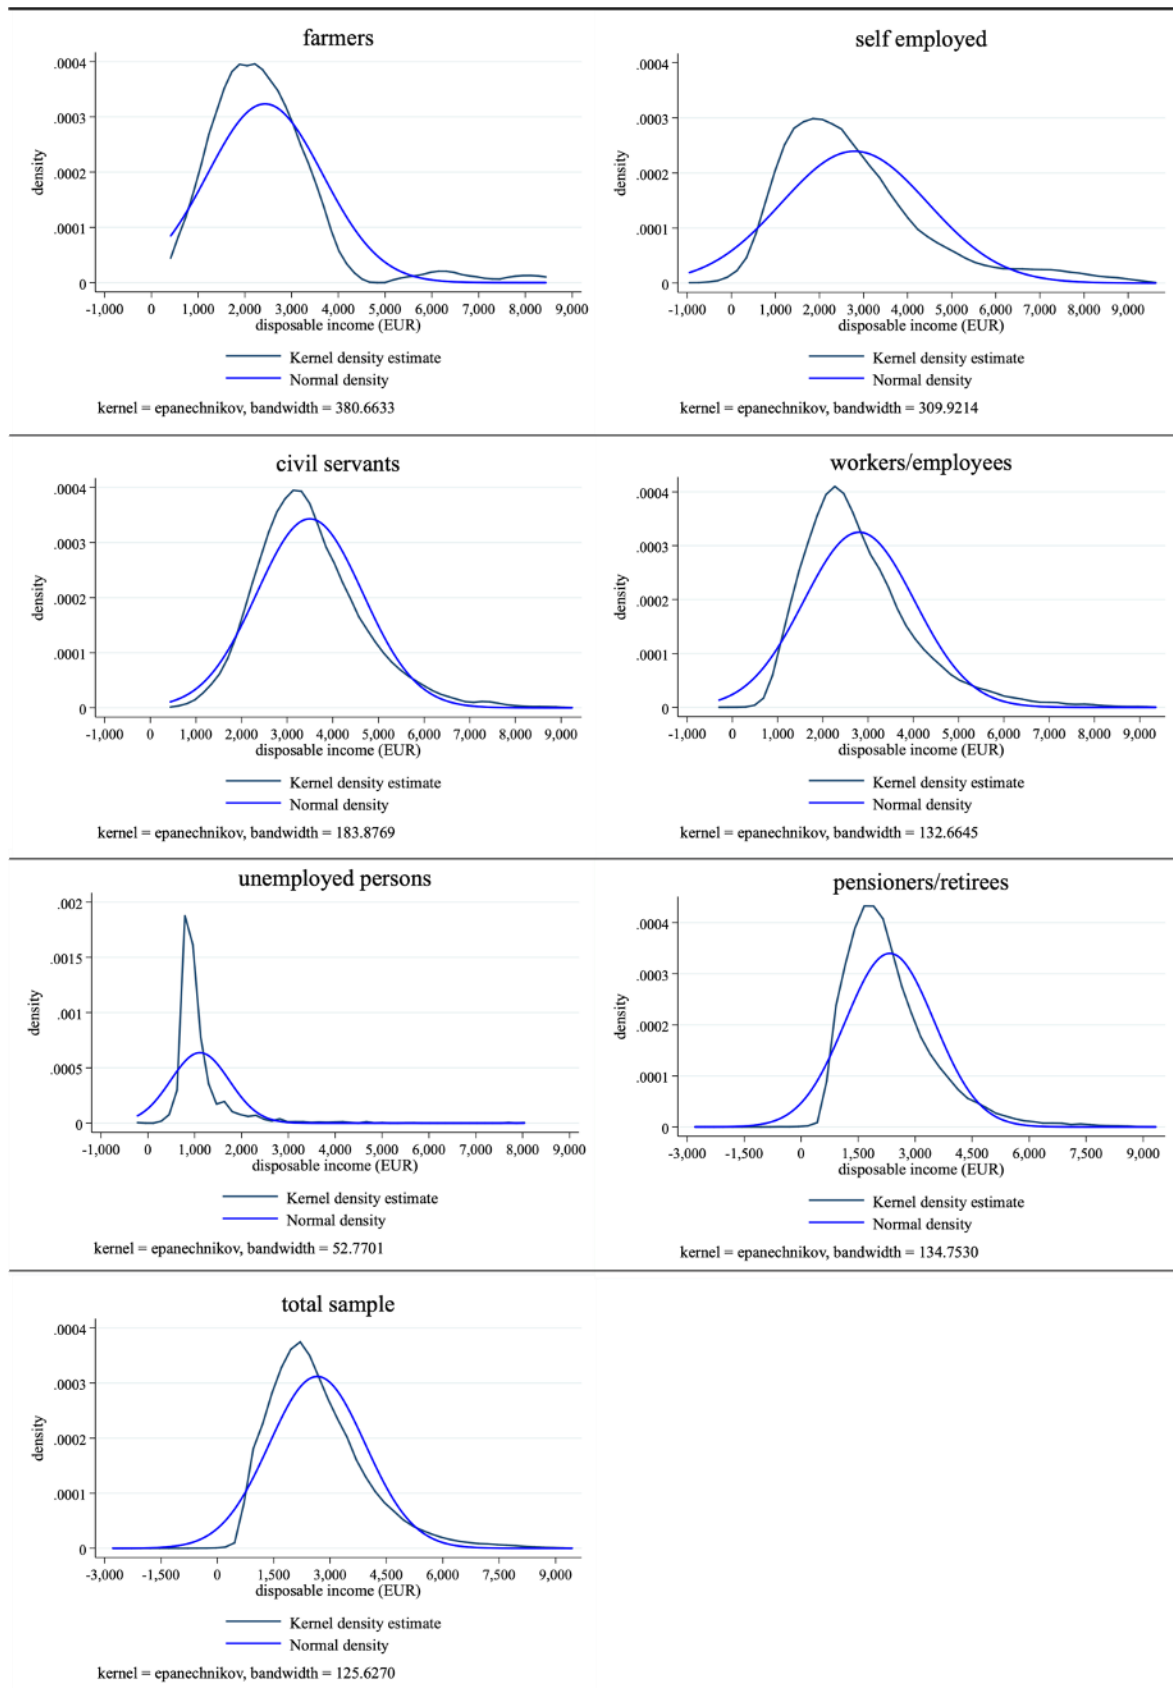 farmers
.0004
.0003
.0002
.0001
0
density
-1,000 0 1,000 2,000 3,000 4,000 5,000 6,000 7,000 8,000 9,000
disposable income (EUR)
Kernel density estimate
Normal density
kernel = epanechnikov, bandwidth = 380.6633
self employed
.0004
.0003
.0002
.0001
0
density
-1,000 0 1,000 2,000 3,000 4,000 5,000 6,000 7,000 8,000 9,000
disposable income (EUR)
Kernel density estimate
Normal density
kernel = epanechnikov, bandwidth = 309.9214
civil servants
.0004
.0003
.0002
.0001
0
density
-1,000 0 1,000 2,000 3,000 4,000 5,000 6,000 7,000 8,000 9,000
disposable income (EUR)
Kernel density estimate
Normal density
kernel = epanechnikov, bandwidth = 183.8769
workers/employees
.0004
.0003
.0002
.0001
0
density
-1,000 0 1,000 2,000 3,000 4,000 5,000 6,000 7,000 8,000 9,000
disposable income (EUR)
Kernel density estimate
Normal density
kernel = epanechnikov, bandwidth = 132.6645
unemployed persons
.002
.0015
.001
.0005
0
density
-1,000 0 1,000 2,000 3,000 4,000 5,000 6,000 7,000 8,000 9,000
disposable income (EUR)
Kernel density estimate
Normal density
kernel = epanechnikov, bandwidth = 52.7701
pensioners/retirees
.0004
.0003
.0002
.0001
0
density
-3,000 -1,500 0 1,500 3,000 4,500 6,000 7,500 9,000
disposable income (EUR)
Kernel density estimate
Normal density
kernel = epanechnikov, bandwidth = 134.7530
total sample
.0004
.0003
.0002
.0001
0
density
-3,000 -1,500 0 1,500 3,000 4,500 6,000 7,500 9,000
disposable income (EUR)
Kernel density estimate
Normal density
kernel = epanechnikov, bandwidth = 125.6270